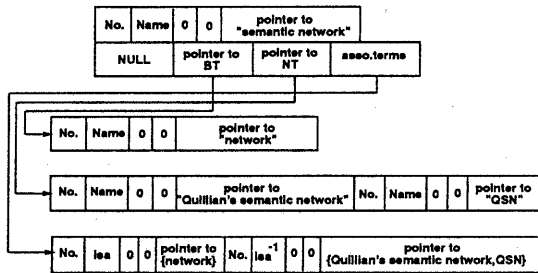 No. Name 0 0 pointer to "semantic network"
NULL pointer to BT pointer to NT asso.terms
No. Name 0 0 pointer to "network"
No. Name 0 0 pointer to "Quillian's semantic network" No. Name 0 0 pointer to "QSN"
No. isa 0 0 pointer to {network} No. isa⁻¹ 0 0 pointer to {Quillian's semantic network,QSN}